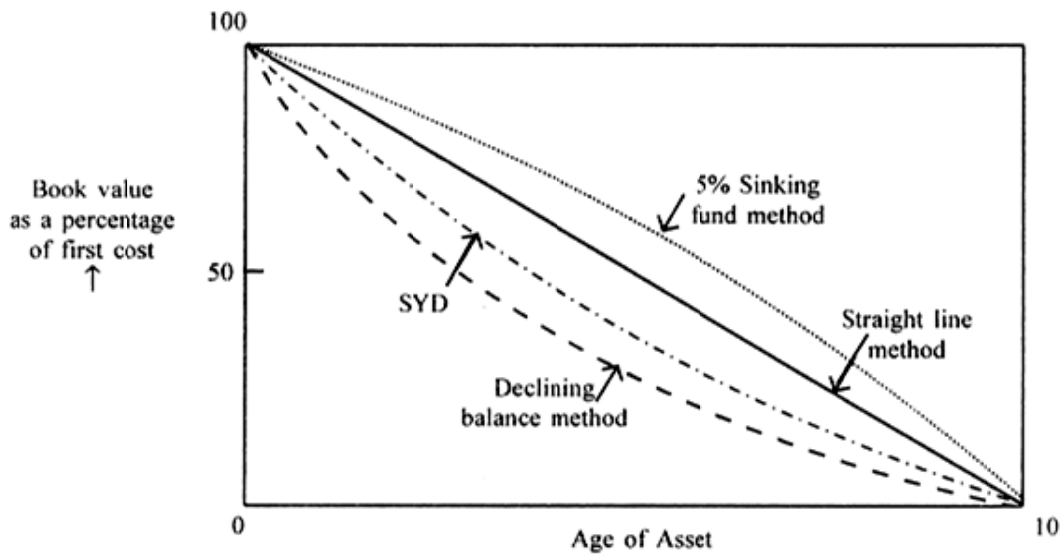 100
Book value
as a percentage
of first cost
↑
50
5% Sinking
fund method
SYD
Straight line
method
Declining
balance method
0
Age of Asset
10